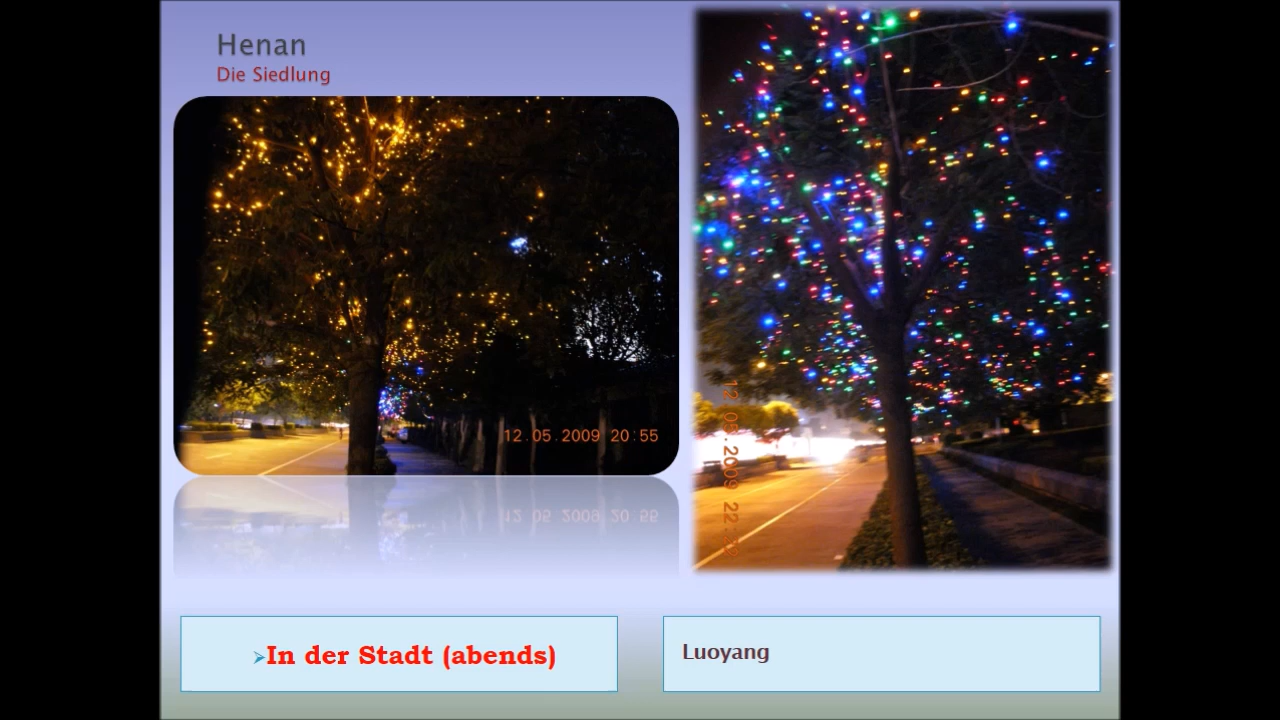 Henan
Die Siedlung
12.05.2009 20:55
In der Stadt (abends)
Luoyang